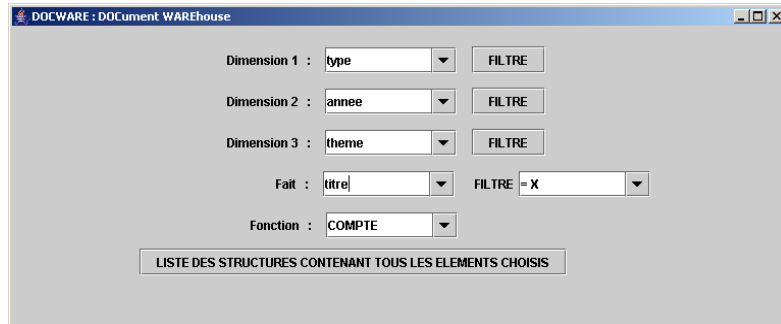 DOCWARE : DOCument WAREhouse
Dimension 1 : type FILTRE
Dimension 2 : annee FILTRE
Dimension 3 : theme FILTRE
Fait : titre FILTRE = X
Fonction : COMPTE
LISTE DES STRUCTURES CONTENANT TOUS LES ELEMENTS CHOISIS